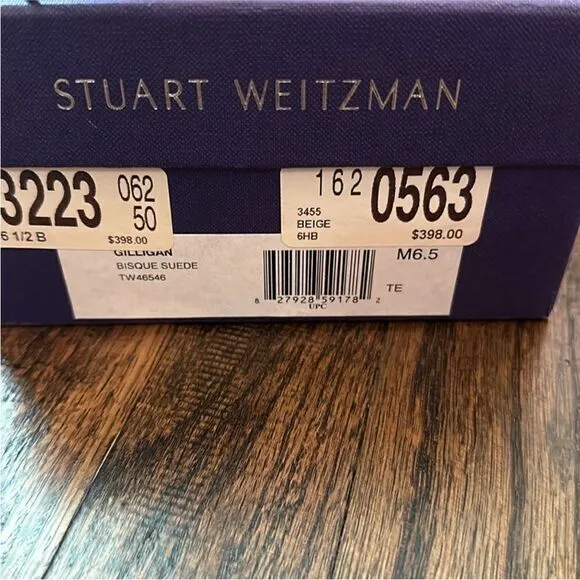 STUART WEITZMAN
3223 062
50
6 1/2 B $398.00
162 0563
3455
BEIGE
6HB $398.00
GILLIGAN
BISQUE SUEDE
TW46546
M6.5
TE
8 27928 59178 2
UPC